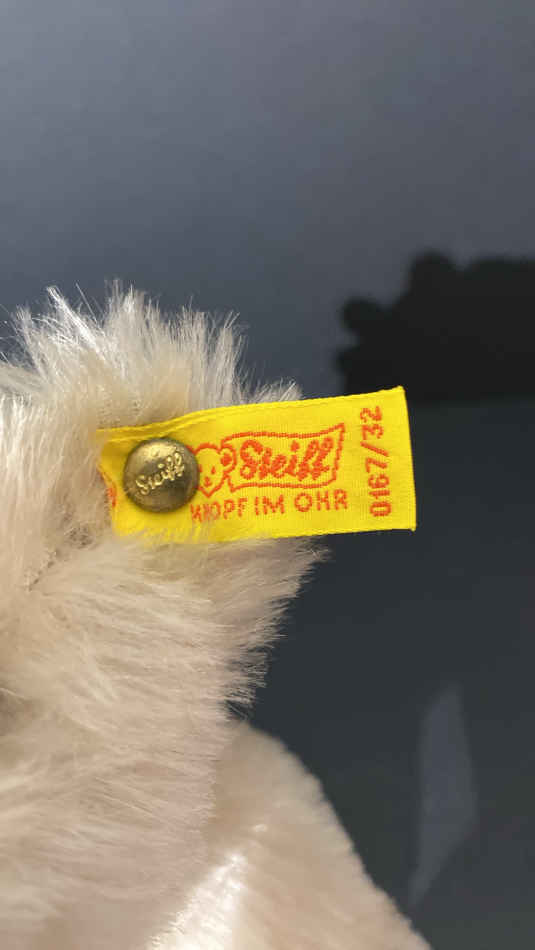 Steiff
Steiff
KNOPF IM OHR
0167/32